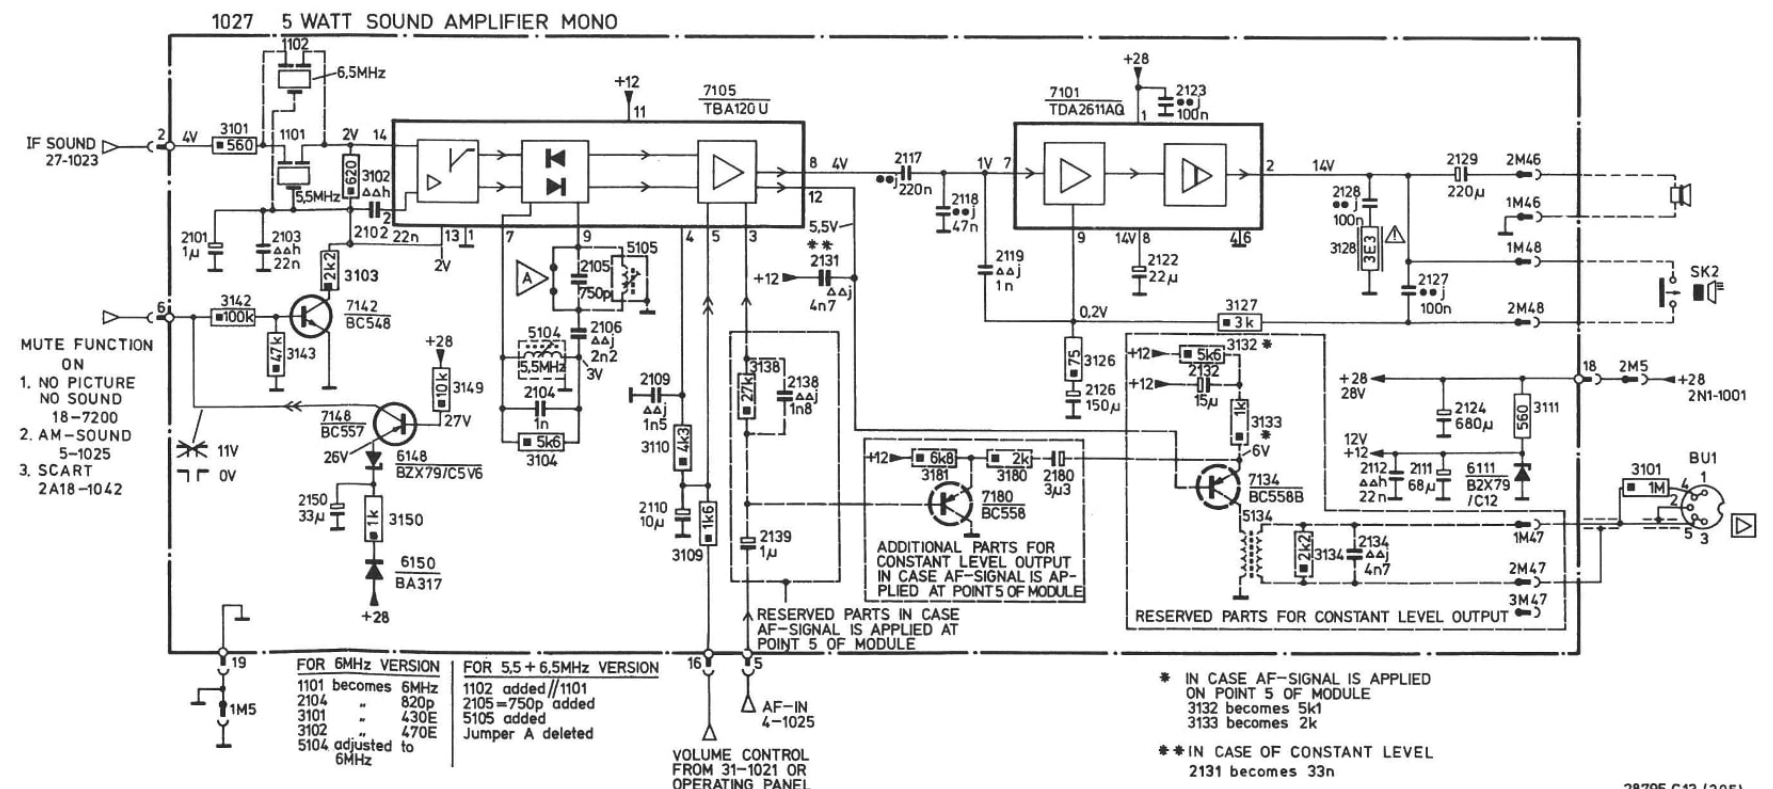 1027 5 WATT SOUND AMPLIFIER MONO
1102
6,5MHz
+12
11
7105
TBA120U
+28
1
2123
100n
7101
TDA2611AQ
IF SOUND
27-1023
2
4V
3101
560
1101
2V
14
5,5MHz
620
3102
h
2
2102
22n
13
1
2V
8
4V
12
2117
j
220n
2118
j
47n
1V
7
2
14V
2129
220µ
2M46
1M46
2128
j
100n
3128
3E3
1M48
SK2
2127
j
100n
2M48
2101
1µ
2103
h
22n
2k2
3103
7
9
5105
A
2105
750p
4
5
3
5,5V
**
+12
2131
j
4n7
2119
j
1n
9
14V
8
4
6
2122
22µ
6
3142
100k
7142
BC548
47k
3143
MUTE FUNCTION
ON
1. NO PICTURE
NO SOUND
18-7200
2. AM-SOUND
5-1025
3. SCART
2A18-1042
+28
10k
3149
27V
7148
BC557
26V
6148
BZX79/C5V6
11V
0V
2150
33µ
1k
3150
6150
BA317
+28
5104
5,5MHz
2106
j
2n2
3V
2104
1n
5k6
3104
2109
j
1n5
3110
4k3
2110
10µ
1k6
3109
3138
27k
2138
j
1n8
2139
1µ
0,2V
3127
3k
75
3126
2126
150µ
+12
5k6
3132 *
+12
2132
15µ
1k
3133
*
6V
+12
6k8
3181
2k
3180
2180
3µ3
7180
BC558
ADDITIONAL PARTS FOR
CONSTANT LEVEL OUTPUT
IN CASE AF-SIGNAL IS AP-
PLIED AT POINT 5 OF MODULE
7134
BC558B
5134
2k2
3134
2134
j
4n7
+28
28V
2124
680µ
560
3111
12V
+12
2112
h
22n
2111
68µ
6111
BZX79
/C12
18
2M5
+28
2N1-1001
3101
1M
BU1
1
4
2
5
3
1M47
2M47
3M47
RESERVED PARTS FOR CONSTANT LEVEL OUTPUT
RESERVED PARTS IN CASE
AF-SIGNAL IS APPLIED AT
POINT 5 OF MODULE
19
1M5
FOR 6MHz VERSION
1101 becomes 6MHz
2104 " 820p
3101 " 430E
3102 " 470E
5104 adjusted to
6MHz
FOR 5,5 + 6,5MHz VERSION
1102 added//1101
2105=750p added
5105 added
Jumper A deleted
16
5
AF-IN
4-1025
VOLUME CONTROL
FROM 31-1021 OR
OPERATING PANEL
* IN CASE AF-SIGNAL IS APPLIED
ON POINT 5 OF MODULE
3132 becomes 5k1
3133 becomes 2k
** IN CASE OF CONSTANT LEVEL
2131 becomes 33n